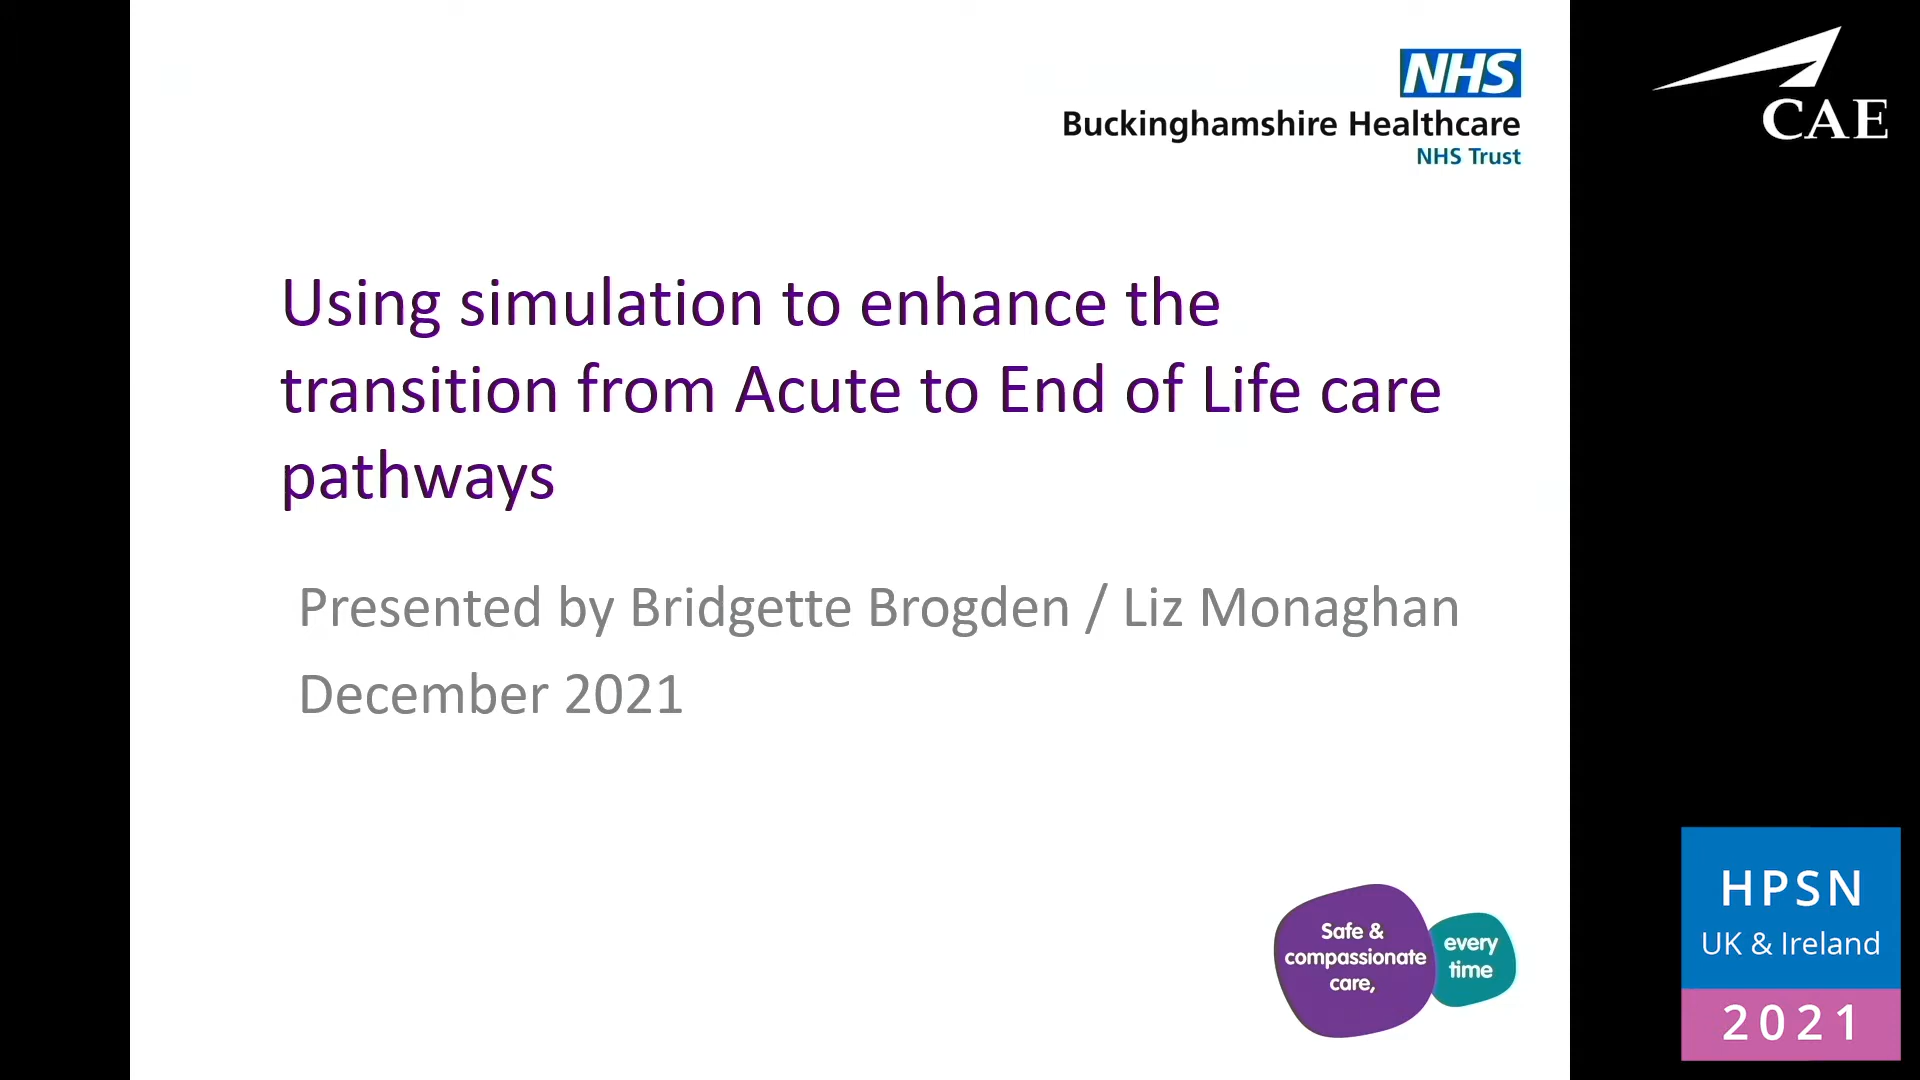 NHS
Buckinghamshire Healthcare
NHS Trust
CAE
Using simulation to enhance the
transition from Acute to End of Life care
pathways
Presented by Bridgette Brogden / Liz Monaghan
December 2021
Safe &
compassionate
care,
every
time
HPSN
UK & Ireland
2021